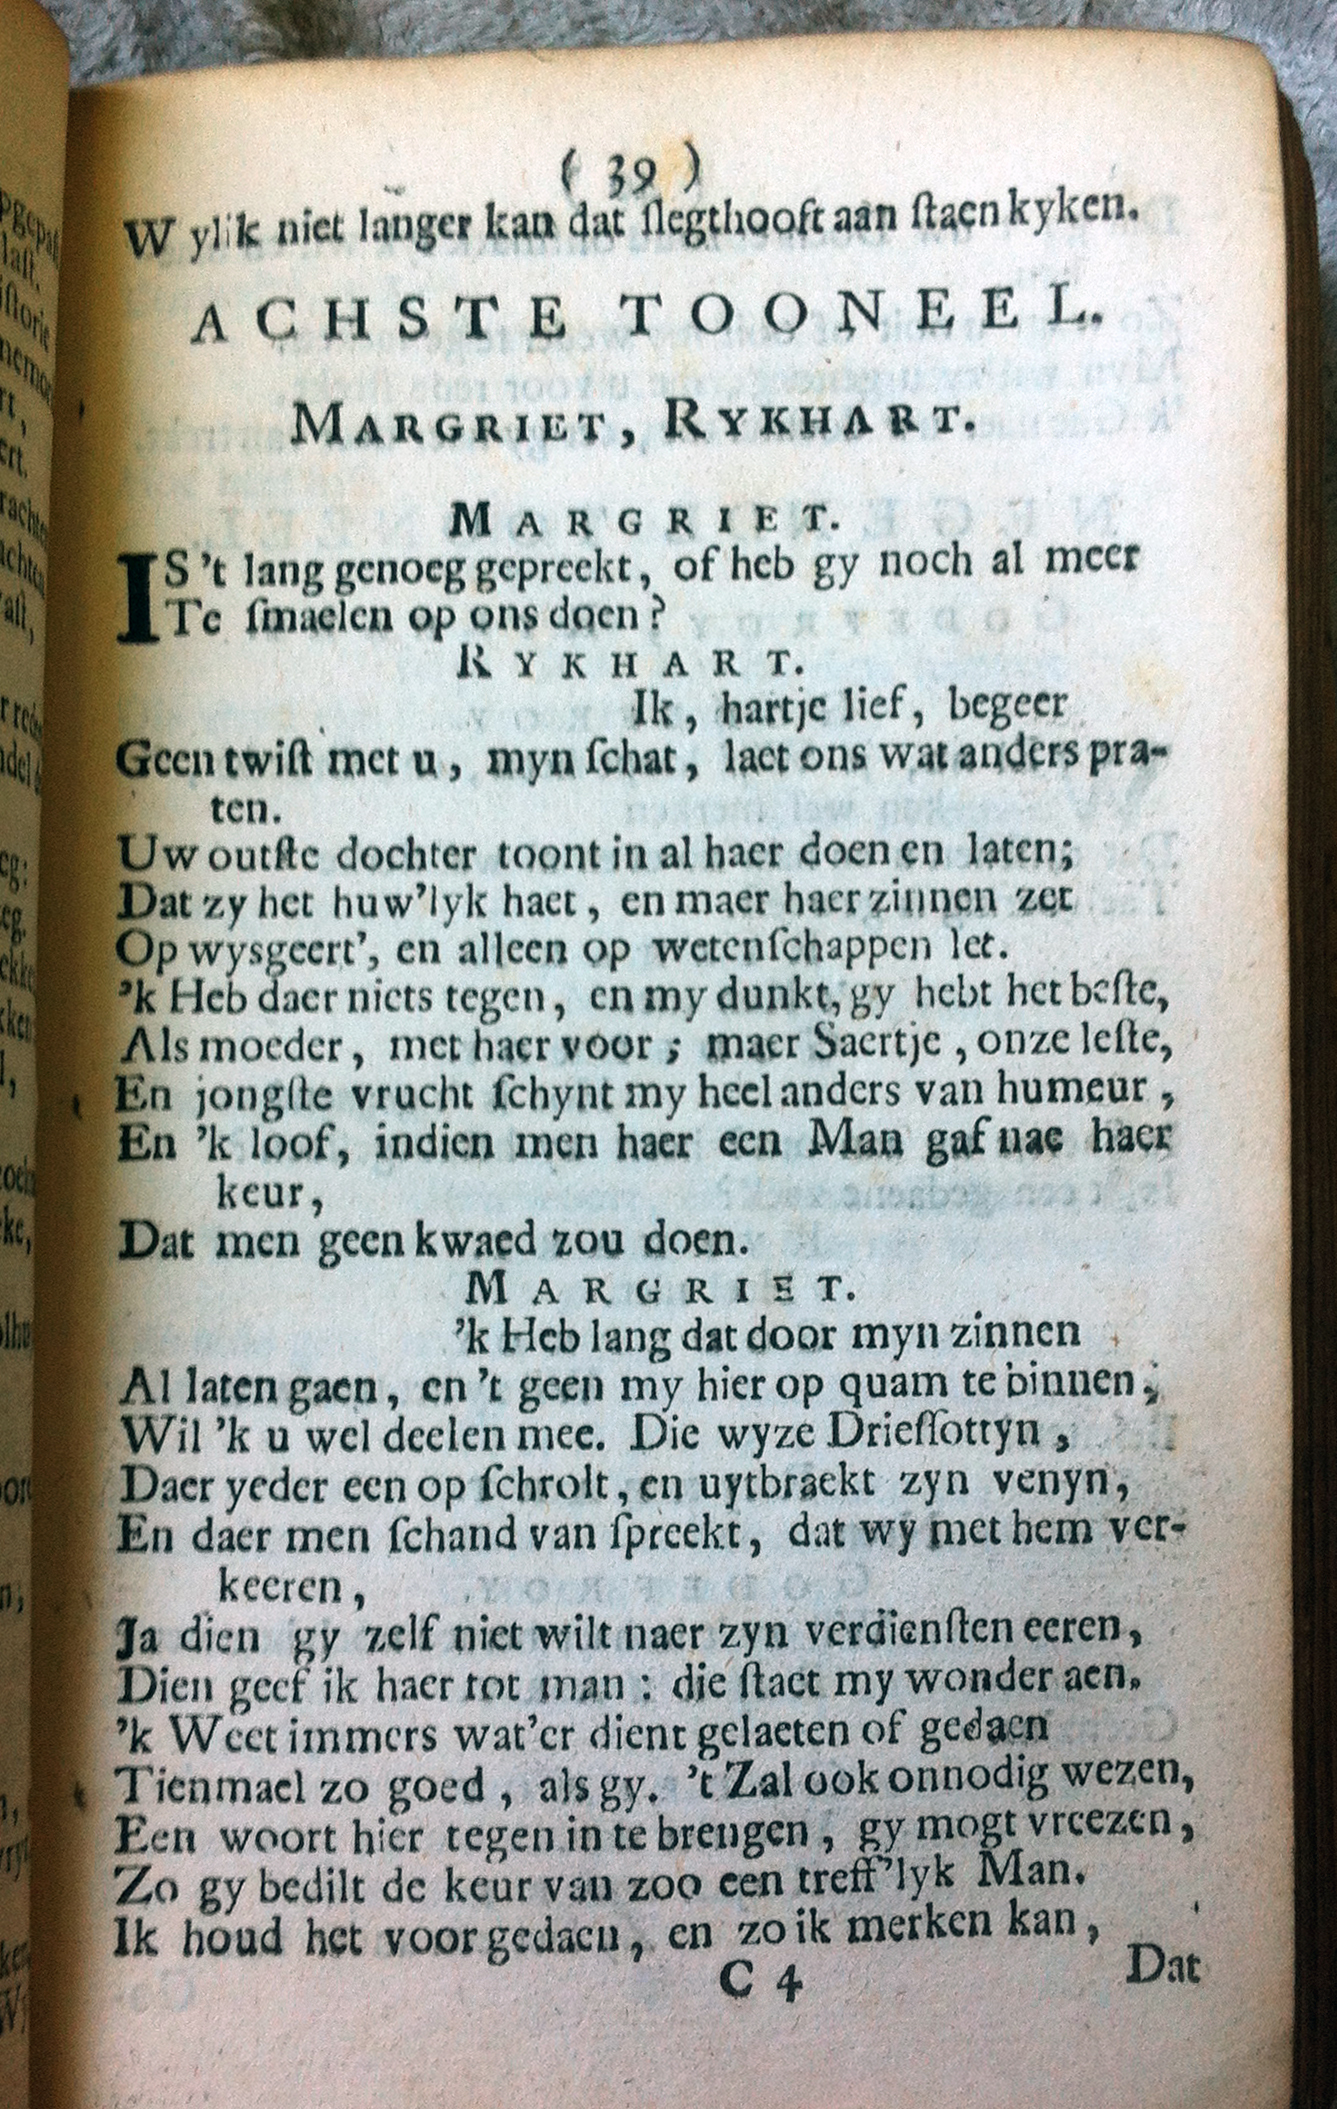 ( 39 )
Wylik niet langer kan dat ſlegthooft aan ſtaen kyken.
ACHSTE TOONEEL.
MARGRIET, RYKHART.
MARGRIET.
IS 't lang genoeg gepreekt, of heb gy noch al meer
Te ſmaelen op ons doen?
RYKHART.
Ik, hartje lief, begeer
Geen twiſt met u, myn ſchat, laet ons wat anders pra-
ten.
Uw outſte dochter toont in al haer doen en laten;
Dat zy het huw'lyk haet, en maer haer zinnen zet
Op wysgeert', en alleen op wetenſchappen let.
'k Heb daer niets tegen, en my dunkt, gy hebt het beſte,
Als moeder, met haer voor; maer Saertje, onze leſte,
En jongſte vrucht ſchynt my heel anders van humeur,
En 'k loof, indien men haer een Man gaf nae haer
keur,
Dat men geen kwaed zou doen.
MARGRIET.
'k Heb lang dat door myn zinnen
Al laten gaen, en 't geen my hier op quam te binnen;
Wil 'k u wel deelen mee. Die wyze Drieſſottyn,
Daer yeder een op ſchrolt, en uytbraekt zyn venyn,
En daer men ſchand van ſpreekt, dat wy met hem ver-
keeren,
Ja dien gy zelf niet wilt naer zyn verdienſten eeren,
Dien geef ik haer tot man: die ſtaet my wonder aen.
'k Weet immers wat'er dient gelaeten of gedaen
Tienmael zo goed, als gy. 't Zal ook onnodig wezen,
Een woort hier tegen in te brengen, gy mogt vreezen,
Zo gy bedilt de keur van zoo een treff'lyk Man.
Ik houd het voor gedaen, en zo ik merken kan,
C 4
Dat